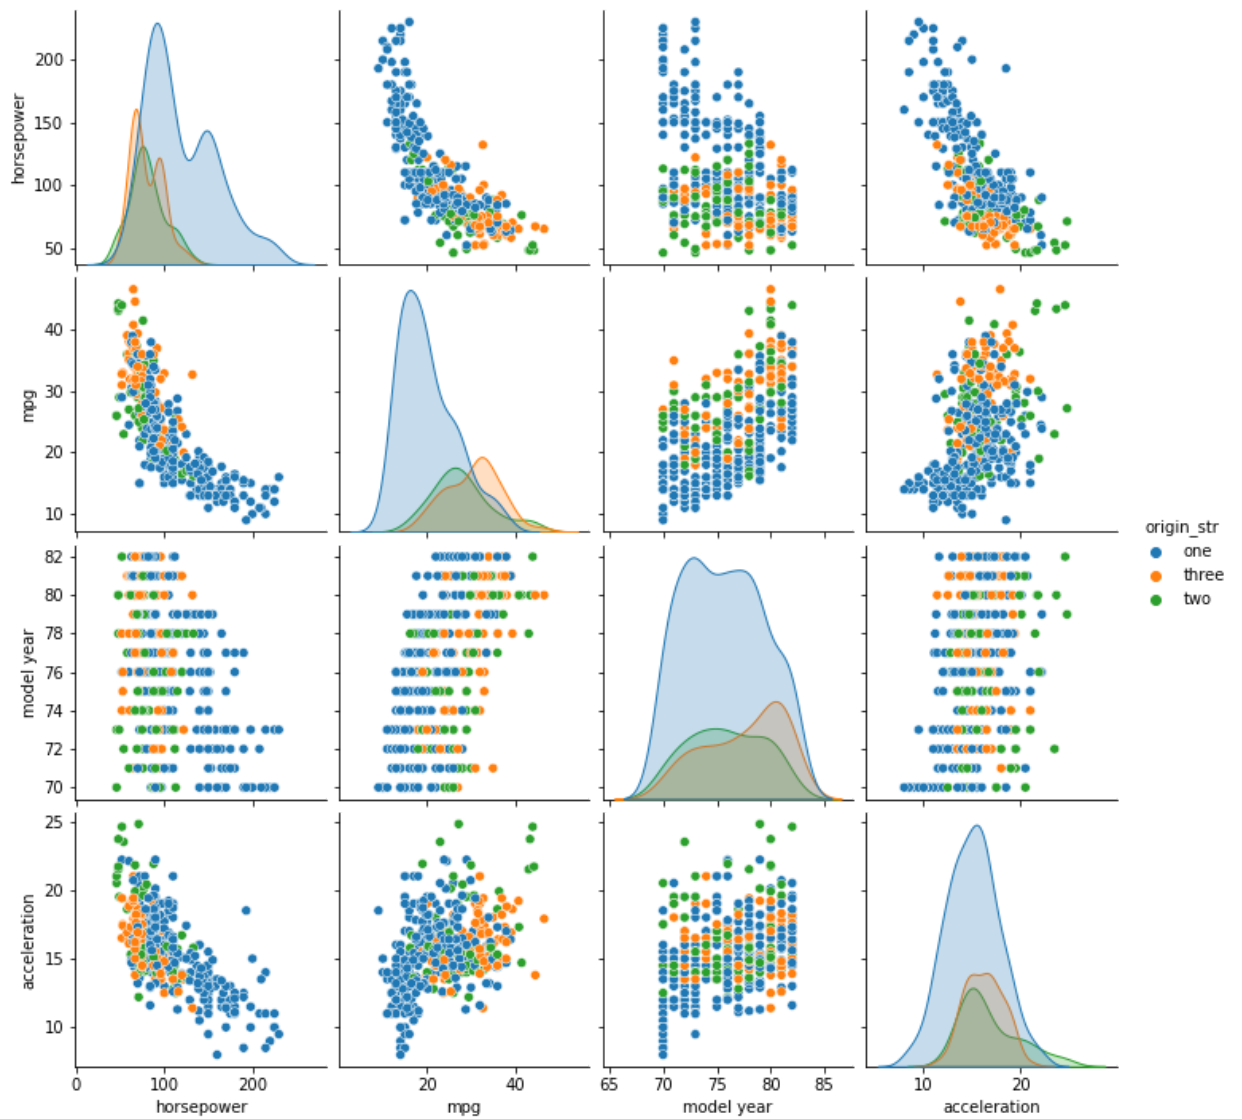 200
150
100
50
horsepower
40
30
20
10
mpg
82
80
78
76
74
72
70
model year
origin_str
one
three
two
25
20
15
10
acceleration
0 100 200
20 40
65 70 75 80 85
10 20
horsepower
mpg
model year
acceleration